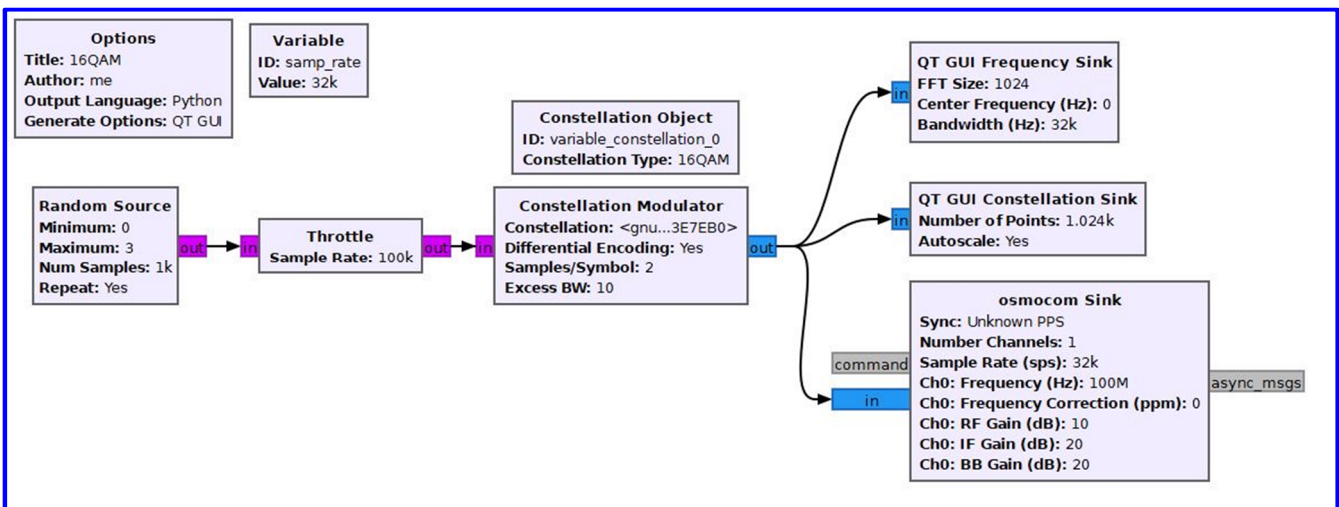 Options
Title: 16QAM
Author: me
Output Language: Python
Generate Options: QT GUI
Variable
ID: samp_rate
Value: 32k
Constellation Object
ID: variable_constellation_0
Constellation Type: 16QAM
QT GUI Frequency Sink
FFT Size: 1024
Center Frequency (Hz): 0
Bandwidth (Hz): 32k
in
Random Source
Minimum: 0
Maximum: 3
Num Samples: 1k
Repeat: Yes
out
in
Throttle
Sample Rate: 100k
out
in
Constellation Modulator
Constellation: <gnu...3E7EB0>
Differential Encoding: Yes
Samples/Symbol: 2
Excess BW: 10
out
in
QT GUI Constellation Sink
Number of Points: 1.024k
Autoscale: Yes
osmocom Sink
Sync: Unknown PPS
Number Channels: 1
Sample Rate (sps): 32k
Ch0: Frequency (Hz): 100M
Ch0: Frequency Correction (ppm): 0
Ch0: RF Gain (dB): 10
Ch0: IF Gain (dB): 20
Ch0: BB Gain (dB): 20
command
in
async_msgs